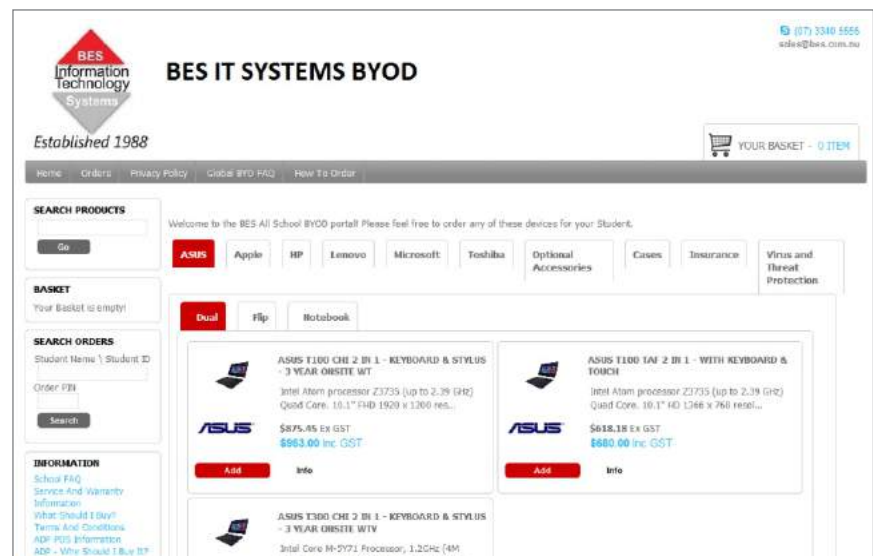 BES
Information
Technology
Systems
Established 1988
BES IT SYSTEMS BYOD
(07) 3340 5555
YOUR BASKET - 0 ITEM
Home Orders Privacy Policy Global BYO FAQ How To Order
SEARCH PRODUCTS
Go
BASKET
Your Basket is empty!
SEARCH ORDERS
Student Name \ Student ID
Order PIN
Search
INFORMATION
School FAQ
Service And Warranty
Information
What Should I Buy?
Terms And Conditions
ADP PDS Information
ADP - Why Should I Buy It?
Welcome to the BES All School BYOD portal! Please feel free to order any of these devices for your Student.
ASUS Apple HP Lenovo Microsoft Toshiba Optional Cases Insurance Virus and
Accessories Threat
Protection
Dual Flip Notebook
ASUS T100 CHI 2 IN 1 - KEYBOARD & STYLUS
- 3 YEAR ONSITE WT
Intel Atom processor Z3735 (up to 2.39 GHz)
Quad Core. 10.1" FHD 1920 x 1200 res...
ASUS
$875.45 Ex GST
$963.00 Inc GST
Add Info
ASUS T100 TAF 2 IN 1 - WITH KEYBOARD &
TOUCH
Intel Atom processor Z3735 (up to 2.39 GHz)
Quad Core. 10.1" HD 1366 x 768 resol...
ASUS
$618.18 Ex GST
$680.00 Inc GST
Add Info
ASUS T300 CHI 2 IN 1 - KEYBOARD & STYLUS
- 3 YEAR ONSITE WTV
Intel Core M-5Y71 Processor, 1.2GHz (4M